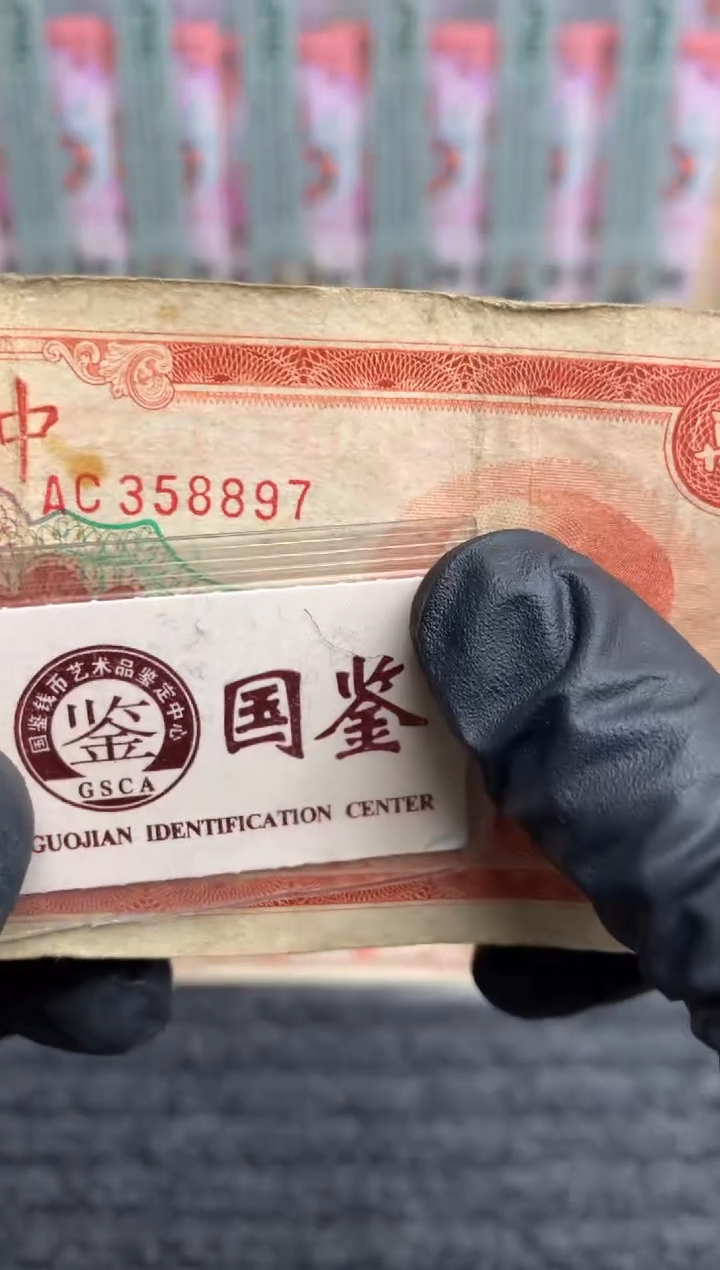 中
AC 358897
国鉴钱币艺术品鉴定中心
鉴
GSCA
国鉴
GUOJIAN IDENTIFICATION CENTER